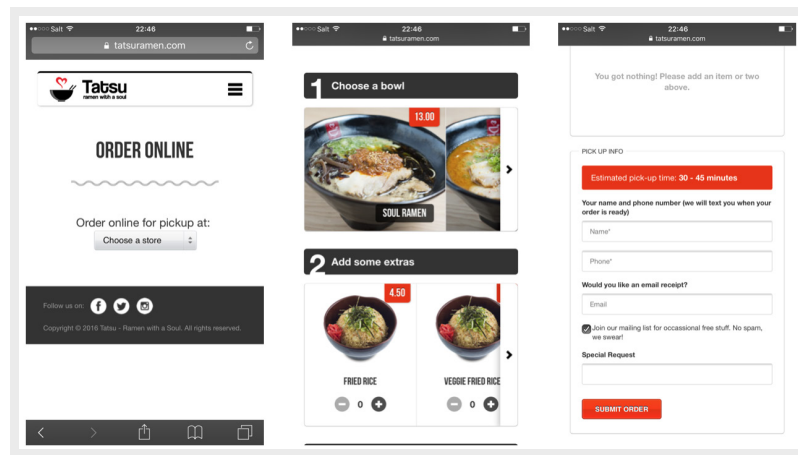 ●●○○○ Salt 22:46
tatsuramen.com
Tatsu
ramen with a soul
ORDER ONLINE
Order online for pickup at:
Choose a store
Follow us on:
Copyright © 2016 Tatsu - Ramen with a Soul. All rights reserved.
●●○○○ Salt 22:46
tatsuramen.com
1 Choose a bowl
13.00
SOUL RAMEN
2 Add some extras
4.50
FRIED RICE
VEGGIE FRIED RICE
0
0
●●○○○ Salt 22:46
tatsuramen.com
You got nothing! Please add an item or two
above.
PICK UP INFO
Estimated pick-up time: 30 - 45 minutes
Your name and phone number (we will text you when your
order is ready)
Name*
Phone*
Would you like an email receipt?
Email
Join our mailing list for occassional free stuff. No spam,
we swear!
Special Request
SUBMIT ORDER